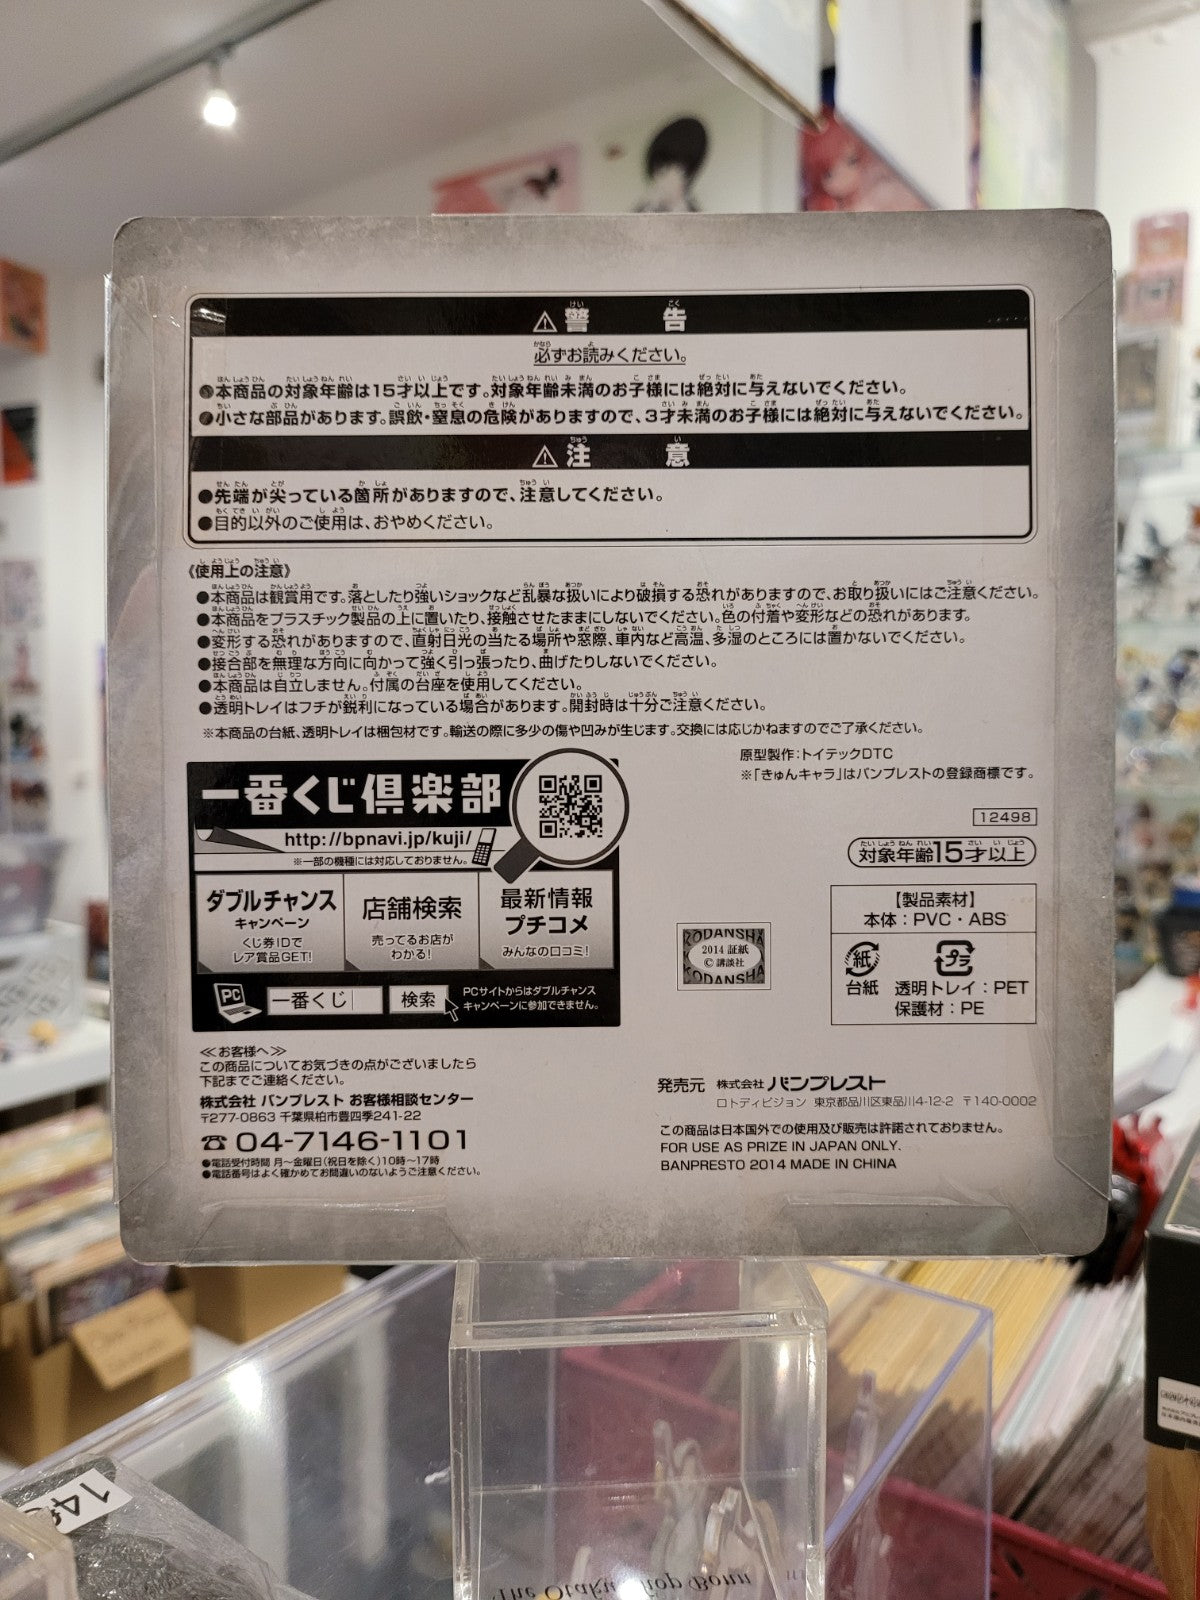 ⚠警 告
必ずお読みください。
●本商品の対象年齢は15才以上です。対象年齢未満のお子様には絶対に与えないでください。
●小さな部品があります。誤飲・窒息の危険がありますので、3才未満のお子様には絶対に与えないでください。
⚠注 意
●先端が尖っている箇所がありますので、注意してください。
●目的以外のご使用は、おやめください。
《使用上の注意》
●本商品は観賞用です。落としたり強いショックなど乱暴な扱いにより破損する恐れがありますので、お取り扱いにはご注意ください。
●本商品をプラスチック製品の上に置いたり、接触させたままにしないでください。色の付着や変形などの恐れがあります。
●変形する恐れがありますので、直射日光の当たる場所や窓際、車内など高温、多湿のところには置かないでください。
●接合部を無理な方向に向かって強く引っ張ったり、曲げたりしないでください。
●本商品は自立しません。付属の台座を使用してください。
●透明トレイはフチが鋭利になっている場合があります。開封時は十分ご注意ください。
※本商品の台紙、透明トレイは梱包材です。輸送の際に多少の傷や凹みが生じます。交換には応じかねますのでご了承ください。
原型製作：トイテックDTC
※「きゅんキャラ」はバンプレストの登録商標です。
一番くじ倶楽部
http://bpnavi.jp/kuji/
※一部の機種には対応しておりません。
ダブルチャンス
キャンペーン
くじ券IDで
レア賞品GET!
店舗検索
売ってるお店が
わかる!
最新情報
プチコメ
みんなの口コミ!
PC
一番くじ
検索
PCサイトからはダブルチャンス
キャンペーンに参加できません。
12498
対象年齢15才以上
【製品素材】
本体：PVC・ABS
紙
台紙
プラ
透明トレイ：PET
保護材：PE
KODANSHA
2014 証紙
© 講談社
KODANSHA
≪お客様へ≫
この商品についてお気づきの点がございましたら
下記までご連絡ください。
株式会社 バンプレスト お客様相談センター
〒277-0863 千葉県柏市豊四季241-22
☎04-7146-1101
●電話受付時間 月～金曜日(祝日を除く)10時～17時
●電話番号はよく確かめてお間違いのないようご注意ください。
発売元 株式会社 バンプレスト
ロトディビジョン 東京都品川区東品川4-12-2 〒140-0002
この商品は日本国外での使用及び販売は許諾されておりません。
FOR USE AS PRIZE IN JAPAN ONLY.
BANPRESTO 2014 MADE IN CHINA
The Otaku Shop Bonn